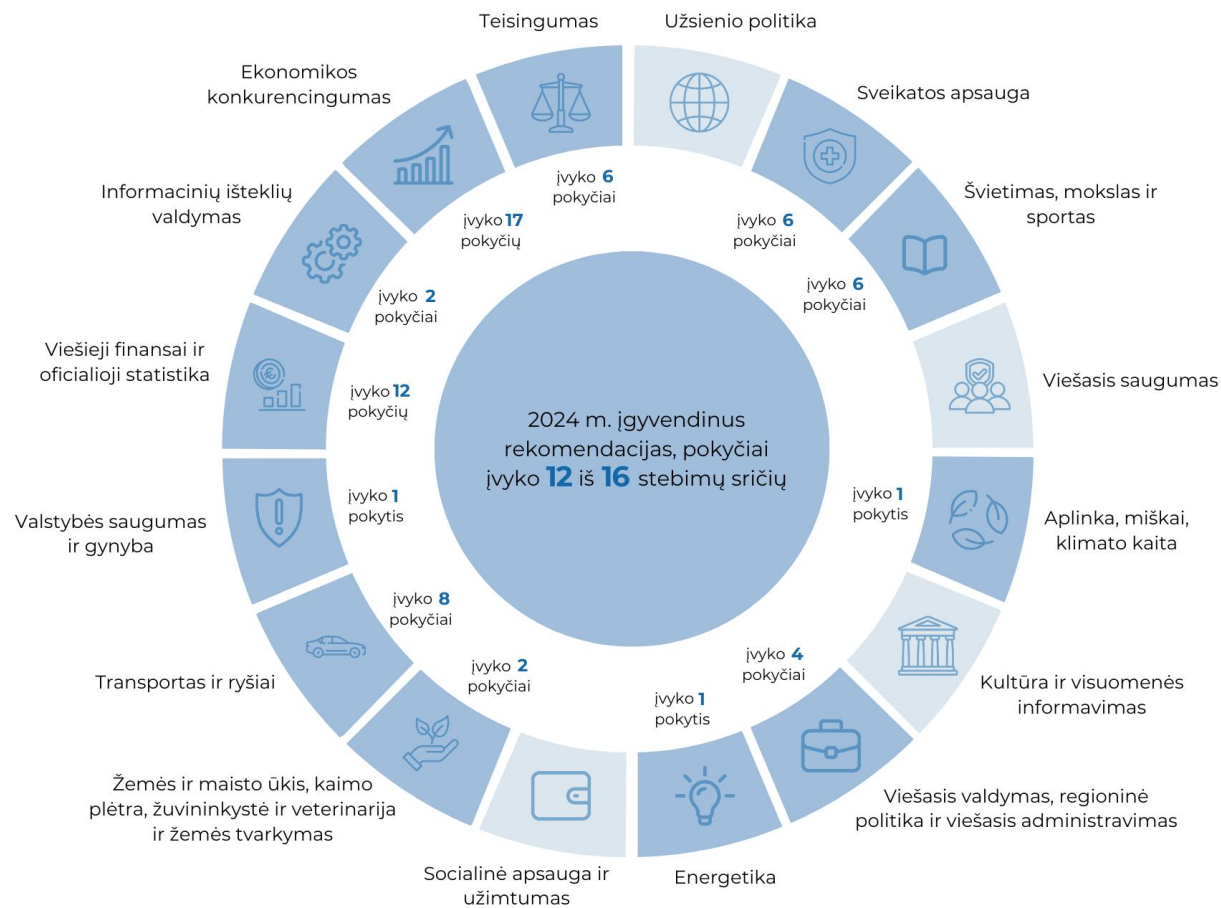 Teisingumas
Užsienio politika
Sveikatos apsauga
įvyko 6
pokyčiai
Švietimas, mokslas ir
sportas
įvyko 6
pokyčiai
Viešasis saugumas
Aplinka, miškai,
klimato kaita
įvyko 1
pokytis
Kultūra ir visuomenės
informavimas
Viešasis valdymas, regioninė
politika ir viešasis administravimas
įvyko 4
pokyčiai
Energetika
įvyko 1
pokytis
Socialinė apsauga ir
užimtumas
Žemės ir maisto ūkis, kaimo
plėtra, žuvininkystė ir veterinarija
ir žemės tvarkymas
įvyko 2
pokyčiai
Transportas ir ryšiai
įvyko 8
pokyčiai
Valstybės saugumas
ir gynyba
įvyko 1
pokytis
Viešieji finansai ir
oficialioji statistika
įvyko 12
pokyčių
Informacinių išteklių
valdymas
įvyko 2
pokyčiai
Ekonomikos
konkurencingumas
įvyko 17
pokyčių
įvyko 6
pokyčiai
2024 m. įgyvendinus
rekomendacijas, pokyčiai
įvyko 12 iš 16 stebimų sričių